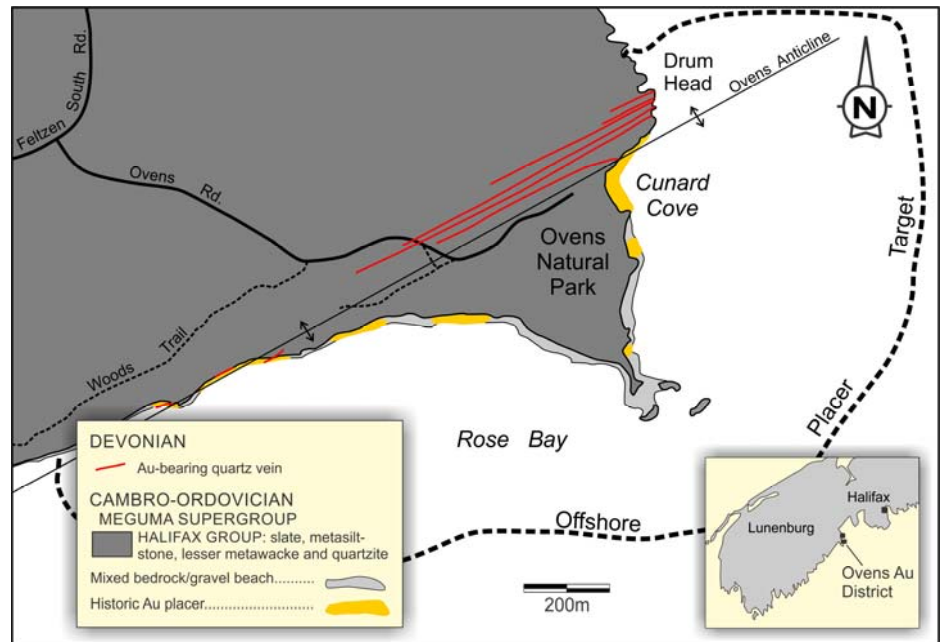 Feltzen South Rd.
Ovens Rd.
Woods Trail
Drum
Head
Ovens Anticline
N
Cunard
Cove
Ovens
Natural
Park
Rose Bay
Offshore Placer Target
200m
DEVONIAN
Au-bearing quartz vein
CAMBRO-ORDOVICIAN
MEGUMA SUPERGROUP
HALIFAX GROUP: slate, metasilt-
stone, lesser metawacke and quartzite
Mixed bedrock/gravel beach............
Historic Au placer........................
Halifax
Lunenburg
Ovens Au
District